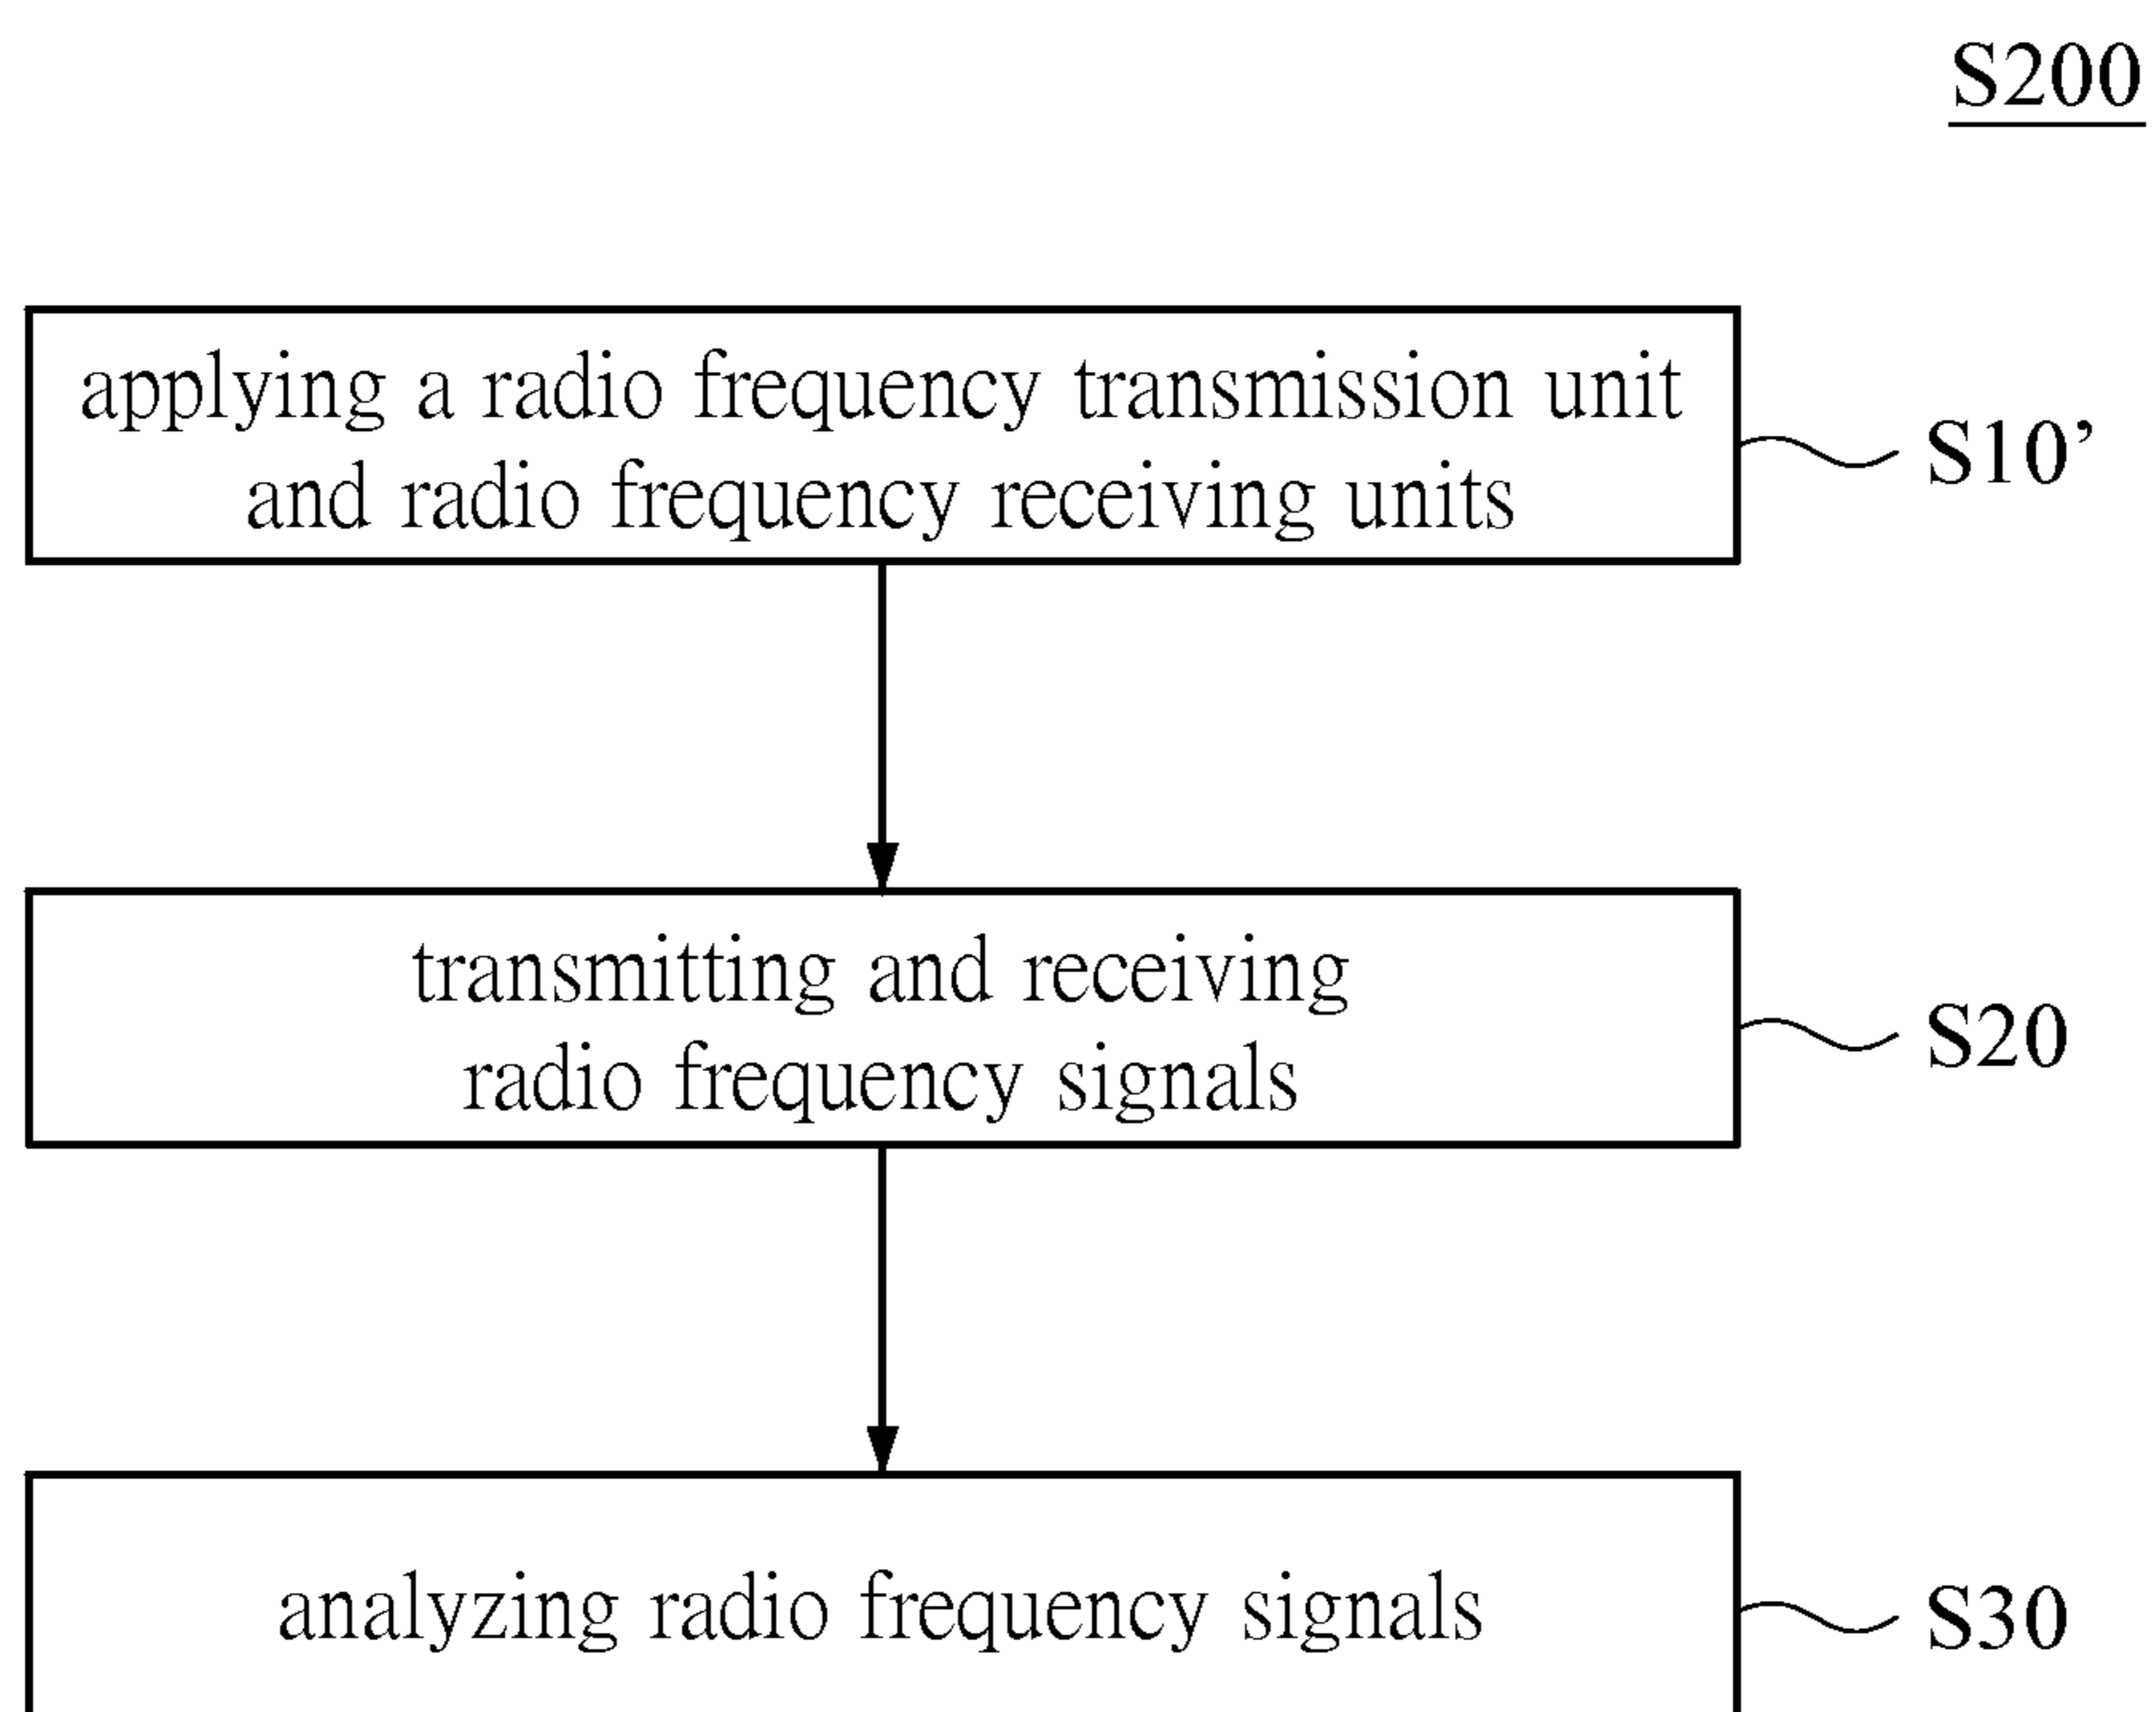 S200
applying a radio frequency transmission unit
and radio frequency receiving units
S10’
transmitting and receiving
radio frequency signals
S20
analyzing radio frequency signals
S30